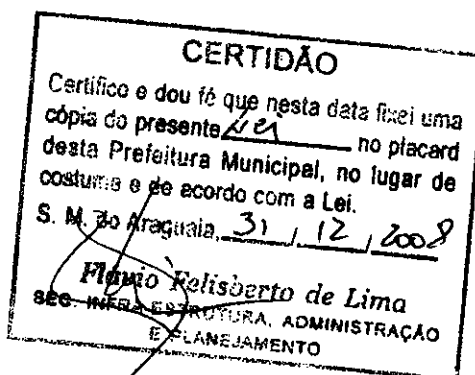 CERTIDÃO
Certifico e dou fé que nesta data fixei uma
cópia do presente Lei no placard
desta Prefeitura Municipal, no lugar de
costume e de acordo com a Lei.
S. M. do Araguaia, 31 / 12 / 2008
Flavio Felisberto de Lima
SEC. INFRA-ESTRUTURA, ADMINISTRAÇÃO
E PLANEJAMENTO